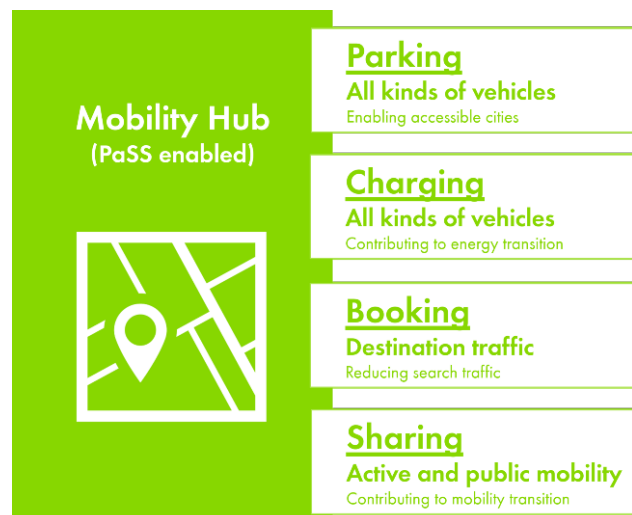 Mobility Hub
(PaSS enabled)
Parking
All kinds of vehicles
Enabling accessible cities
Charging
All kinds of vehicles
Contributing to energy transition
Booking
Destination traffic
Reducing search traffic
Sharing
Active and public mobility
Contributing to mobility transition